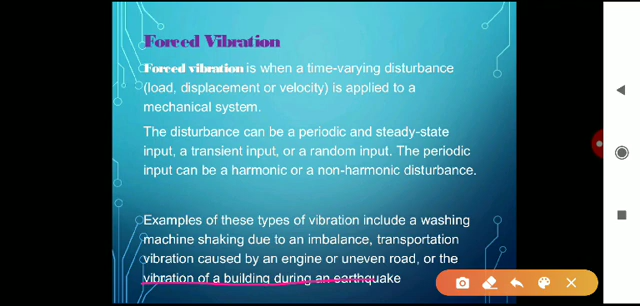 Forced Vibration
Forced vibration is when a time-varying disturbance
(load, displacement or velocity) is applied to a
mechanical system.
The disturbance can be a periodic and steady-state
input, a transient input, or a random input. The periodic
input can be a harmonic or a non-harmonic disturbance.
Examples of these types of vibration include a washing
machine shaking due to an imbalance, transportation
vibration caused by an engine or uneven road, or the
vibration of a building during an earthquake